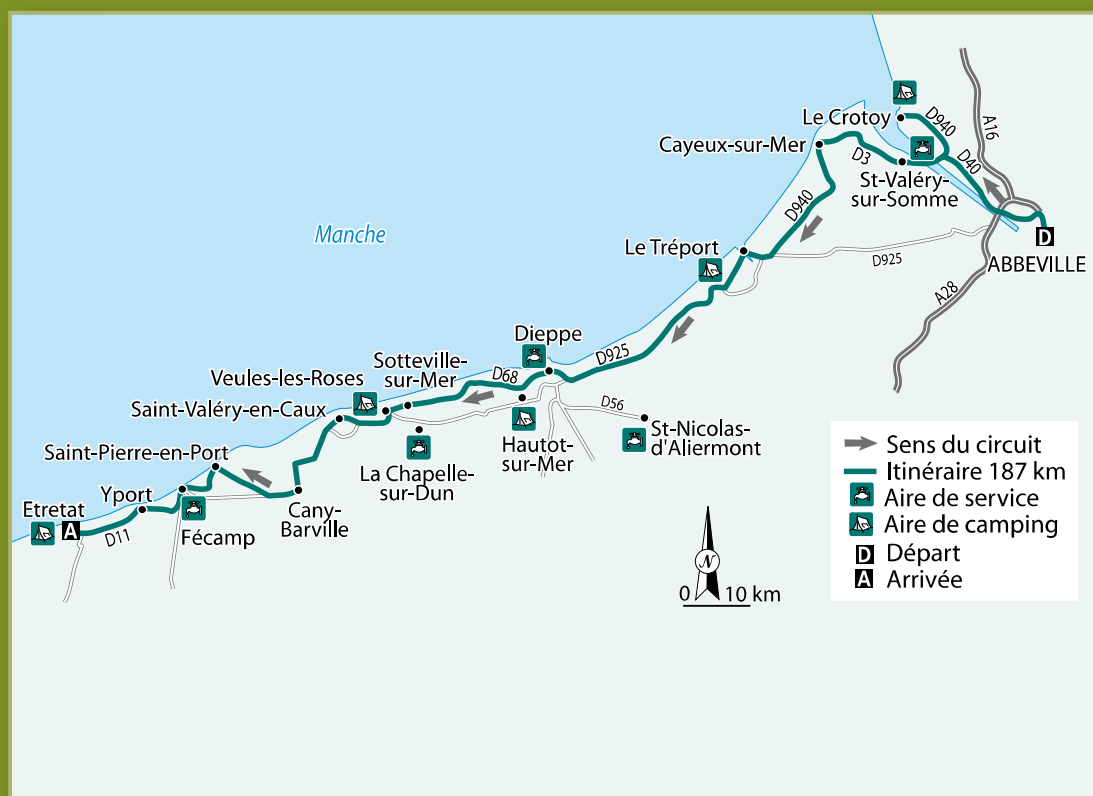 Le Crotoy
D940
A16
Cayeux-sur-Mer
D3
D40
St-Valéry-
sur-Somme
D940
Manche
D
Le Tréport
D925
ABBEVILLE
A28
Dieppe
D925
Sotteville-
sur-Mer
D68
Veules-les-Roses
Saint-Valéry-en-Caux
D56
St-Nicolas-
d'Aliermont
Hautot-
sur-Mer
Saint-Pierre-en-Port
La Chapelle-
sur-Dun
Yport
Cany-
Barville
Etretat
A
D11
Fécamp
N
0 10 km
Sens du circuit
Itinéraire 187 km
Aire de service
Aire de camping
D Départ
A Arrivée